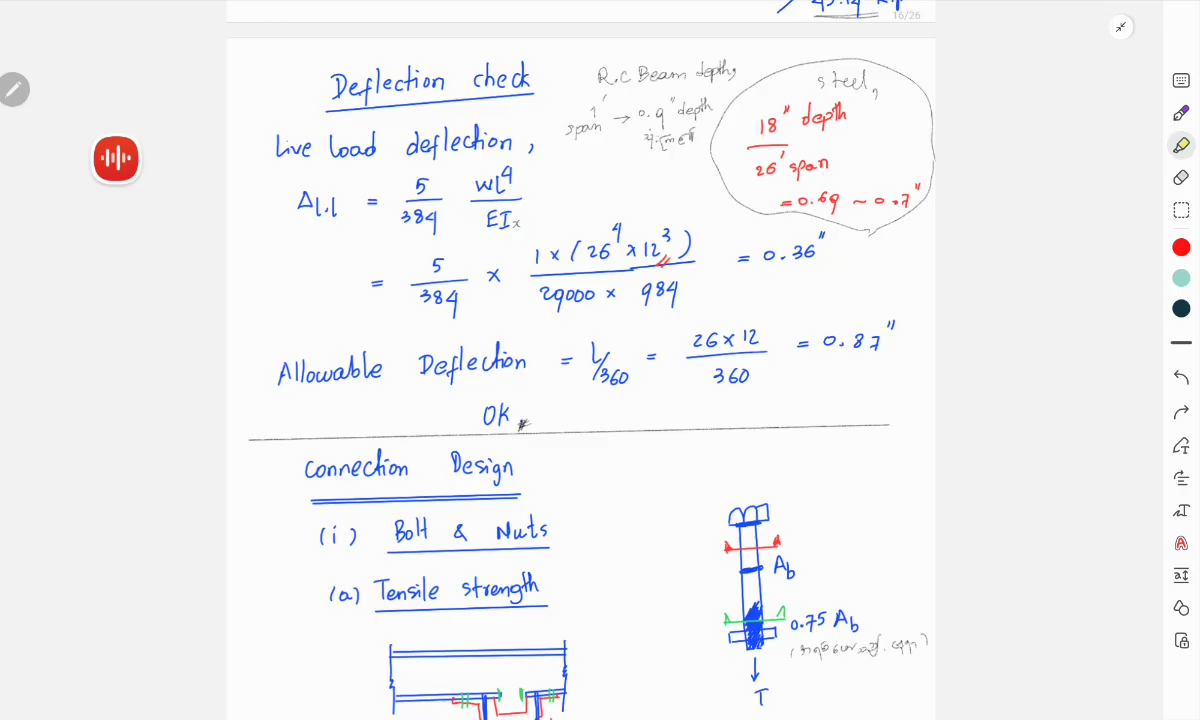 16/26
Deflection check
R.C Beam depth,
1' span → 0.9" depth
steel,
18" depth
26' span
= 0.69 ~ 0.7"
Live load deflection,
Δl.l = 5/384 WL⁴/EIx
= 5/384 × 1 × (26⁴ × 12³)/29000 × 984 = 0.36"
Allowable Deflection = L/360 = 26 × 12/360 = 0.87"
Ok
Connection Design
(i) Bolt & Nuts
(a) Tensile strength
Ab
0.75 Ab
T